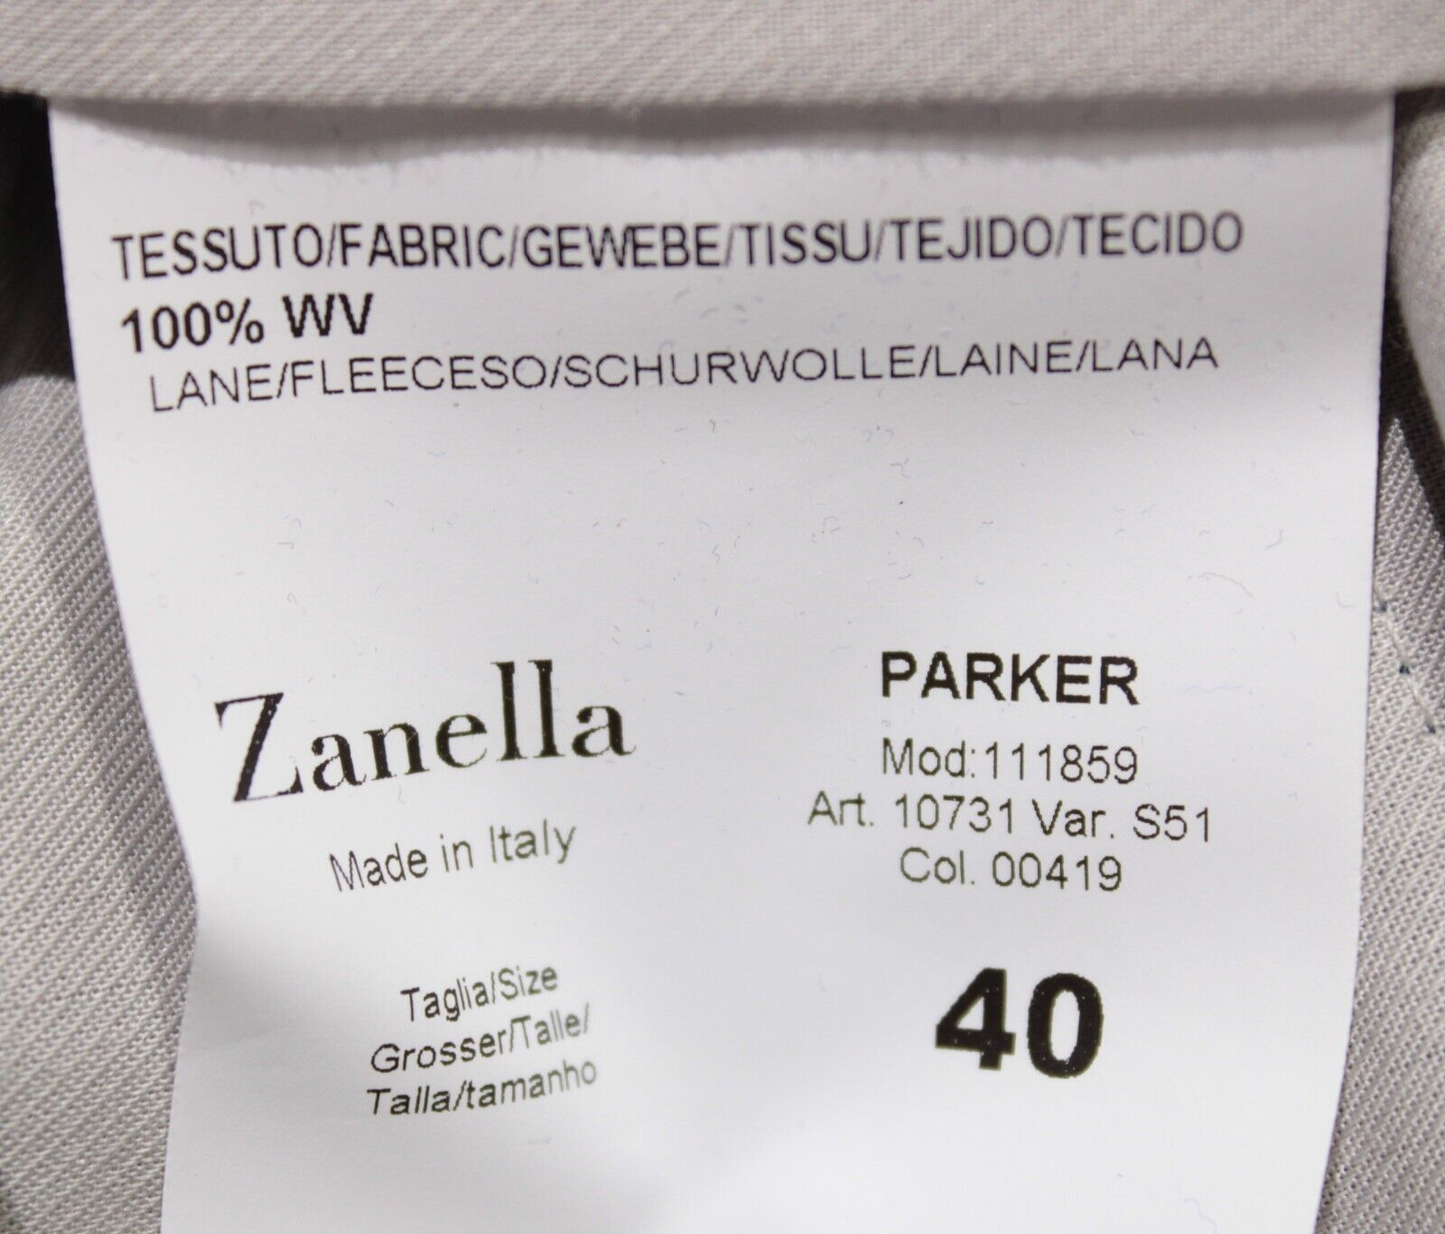 TESSUTO/FABRIC/GEWEBE/TISSU/TEJIDO/TECIDO
100% WV
LANE/FLEECESO/SCHURWOLLE/LAINE/LANA
Zanella
Made in Italy
PARKER
Mod:111859
Art. 10731 Var. S51
Col. 00419
Taglia/Size
Grosser/Talle/
Talla/tamanho
40